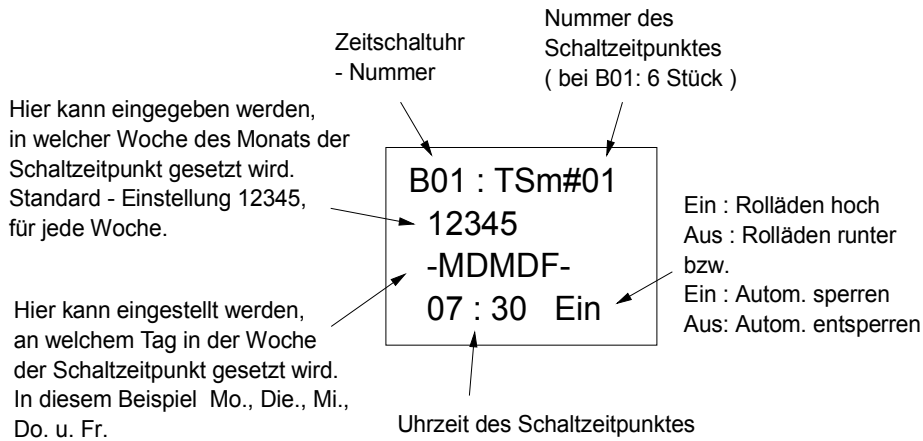 Zeitschaltuhr
- Nummer
Nummer des
Schaltzeitpunktes
( bei B01: 6 Stück )
Hier kann eingegeben werden,
in welcher Woche des Monats der
Schaltzeitpunkt gesetzt wird.
Standard - Einstellung 12345,
für jede Woche.
B01 : TSm#01
12345
-MDMDF-
07 : 30 Ein
Ein : Rolläden hoch
Aus : Rolläden runter
bzw.
Ein : Autom. sperren
Aus: Autom. entsperren
Hier kann eingestellt werden,
an welchem Tag in der Woche
der Schaltzeitpunkt gesetzt wird.
In diesem Beispiel Mo., Die., Mi.,
Do. u. Fr.
Uhrzeit des Schaltzeitpunktes